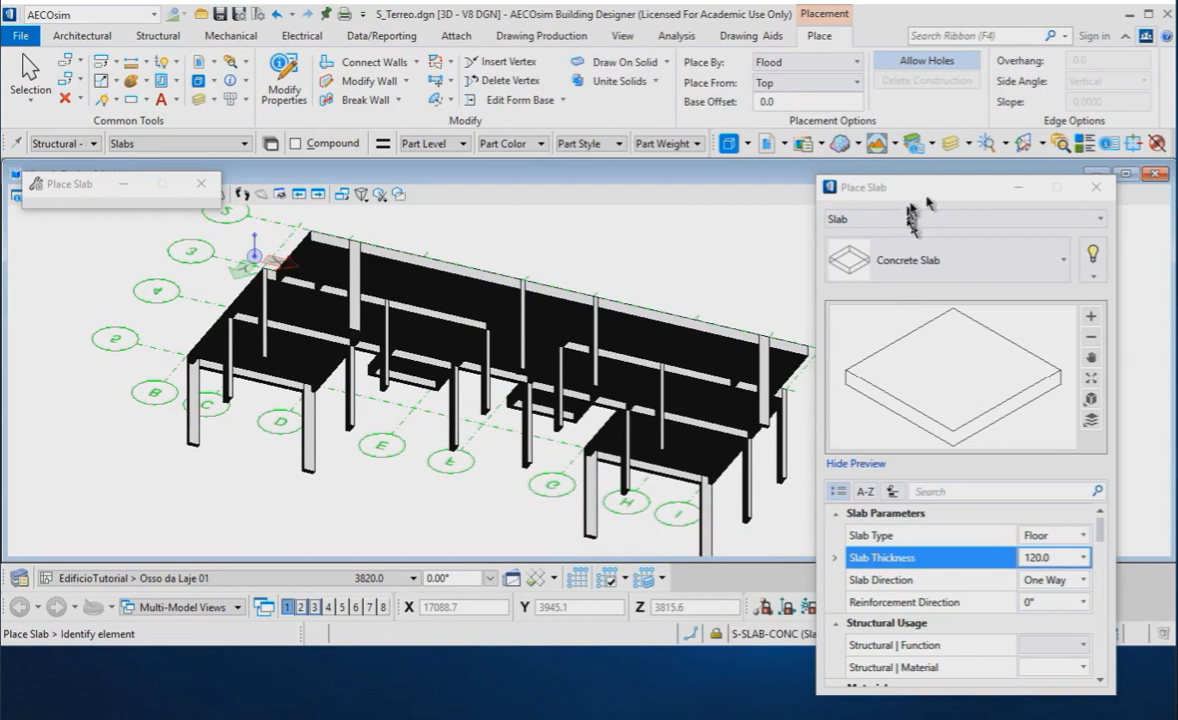 AECOsim
S_Terreo.dgn [3D - V8 DGN] - AECOsim Building Designer (Licensed For Academic Use Only)
Placement
File
Architectural
Structural
Mechanical
Electrical
Data/Reporting
Attach
Drawing Production
View
Analysis
Drawing Aids
Place
Search Ribbon (F4)
Sign in
Selection
Common Tools
Modify Properties
Connect Walls
Modify Wall
Break Wall
Insert Vertex
Delete Vertex
Edit Form Base
Draw On Solid
Unite Solids
Modify
Place By:
Flood
Place From:
Top
Base Offset:
0.0
Placement Options
Allow Holes
Delete Construction
Overhang:
0.0
Side Angle:
Vertical
Slope:
0,0000
Edge Options
Structural -
Slabs
Compound
Part Level
Part Color
Part Style
Part Weight
Place Slab
Place Slab
Slab
Concrete Slab
Hide Preview
A-Z
Search
Slab Parameters
Slab Type
Floor
Slab Thickness
120.0
Slab Direction
One Way
Reinforcement Direction
0°
Structural Usage
Structural | Function
Structural | Material
3
4
2
B
C
D
E
G
H
I
EdificioTutorial > Osso da Laje 01
3820.0
0.00°
Multi-Model Views
1 2 3 4 5 6 7 8
X
17088.7
Y
3945.1
Z
3815.6
Place Slab > Identify element
S-SLAB-CONC (Sla